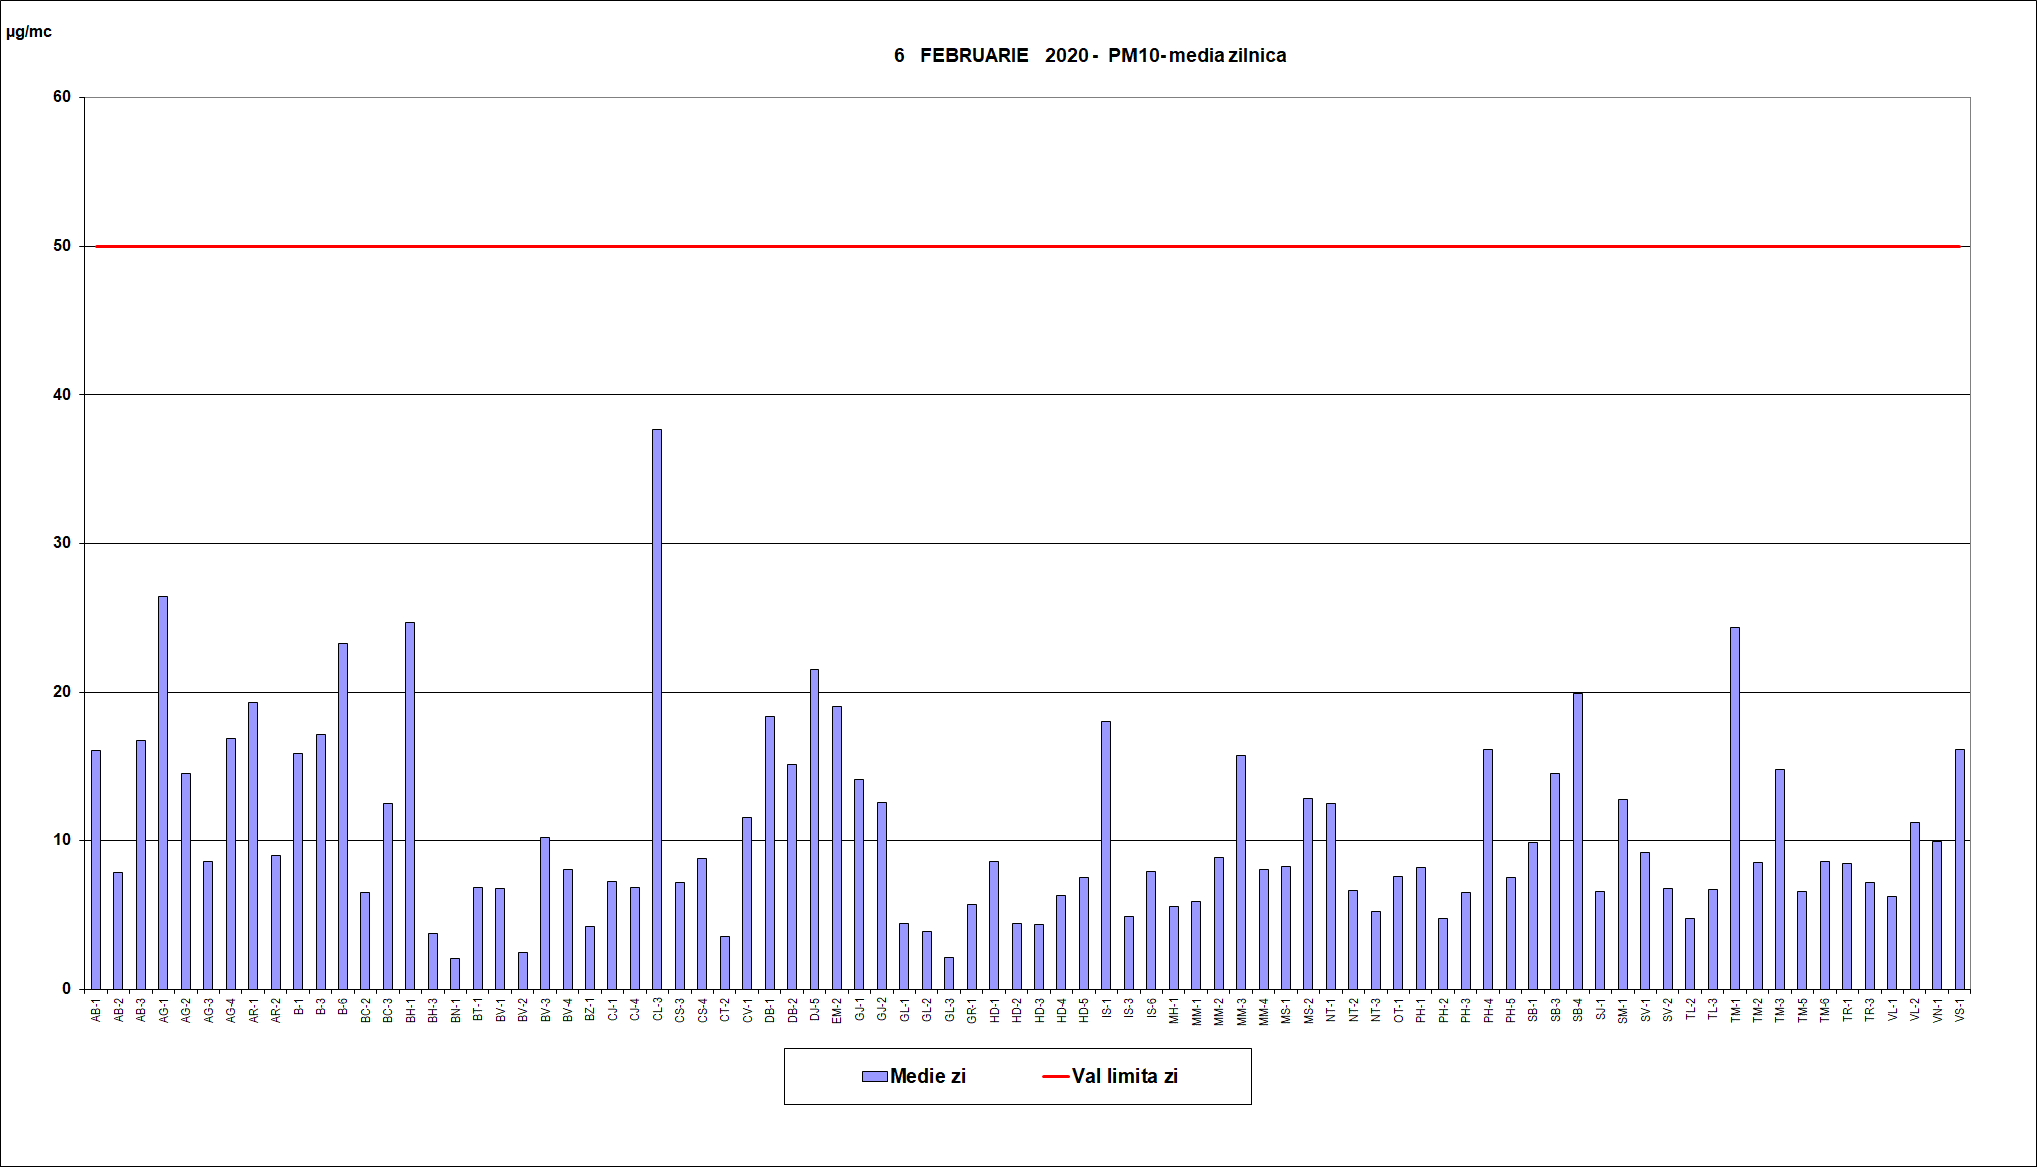 µg/mc
6 FEBRUARIE 2020 - PM10- media zilnica
60
50
40
30
20
10
0
AB-1 AB-2 AB-3 AG-1 AG-2 AG-3 AG-4 AR-1 AR-2 B-1 B-3 B-6 BC-2 BC-3 BH-1 BH-3 BN-1 BT-1 BV-1 BV-2 BV-3 BV-4 BZ-1 CJ-1 CJ-4 CL-3 CS-3 CS-4 CT-2 CV-1 DB-1 DB-2 DJ-5 EM-2 GJ-1 GJ-2 GL-1 GL-2 GL-3 GR-1 HD-1 HD-2 HD-3 HD-4 HD-5 IS-1 IS-3 IS-6 MH-1 MM-1 MM-2 MM-3 MM-4 MS-1 MS-2 NT-1 NT-2 NT-3 OT-1 PH-1 PH-2 PH-3 PH-4 PH-5 SB-1 SB-3 SB-4 SJ-1 SM-1 SV-1 SV-2 TL-2 TL-3 TM-1 TM-2 TM-3 TM-5 TM-6 TR-1 TR-3 VL-1 VL-2 VN-1 VS-1
Medie zi Val limita zi